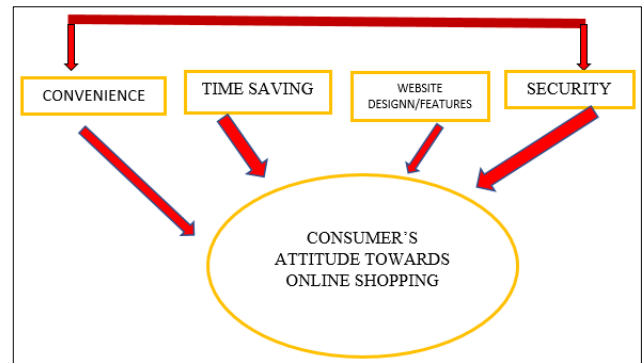 CONVENIENCE
TIME SAVING
WEBSITE
DESIGNN/FEATURES
SECURITY
CONSUMER'S
ATTITUDE TOWARDS
ONLINE SHOPPING